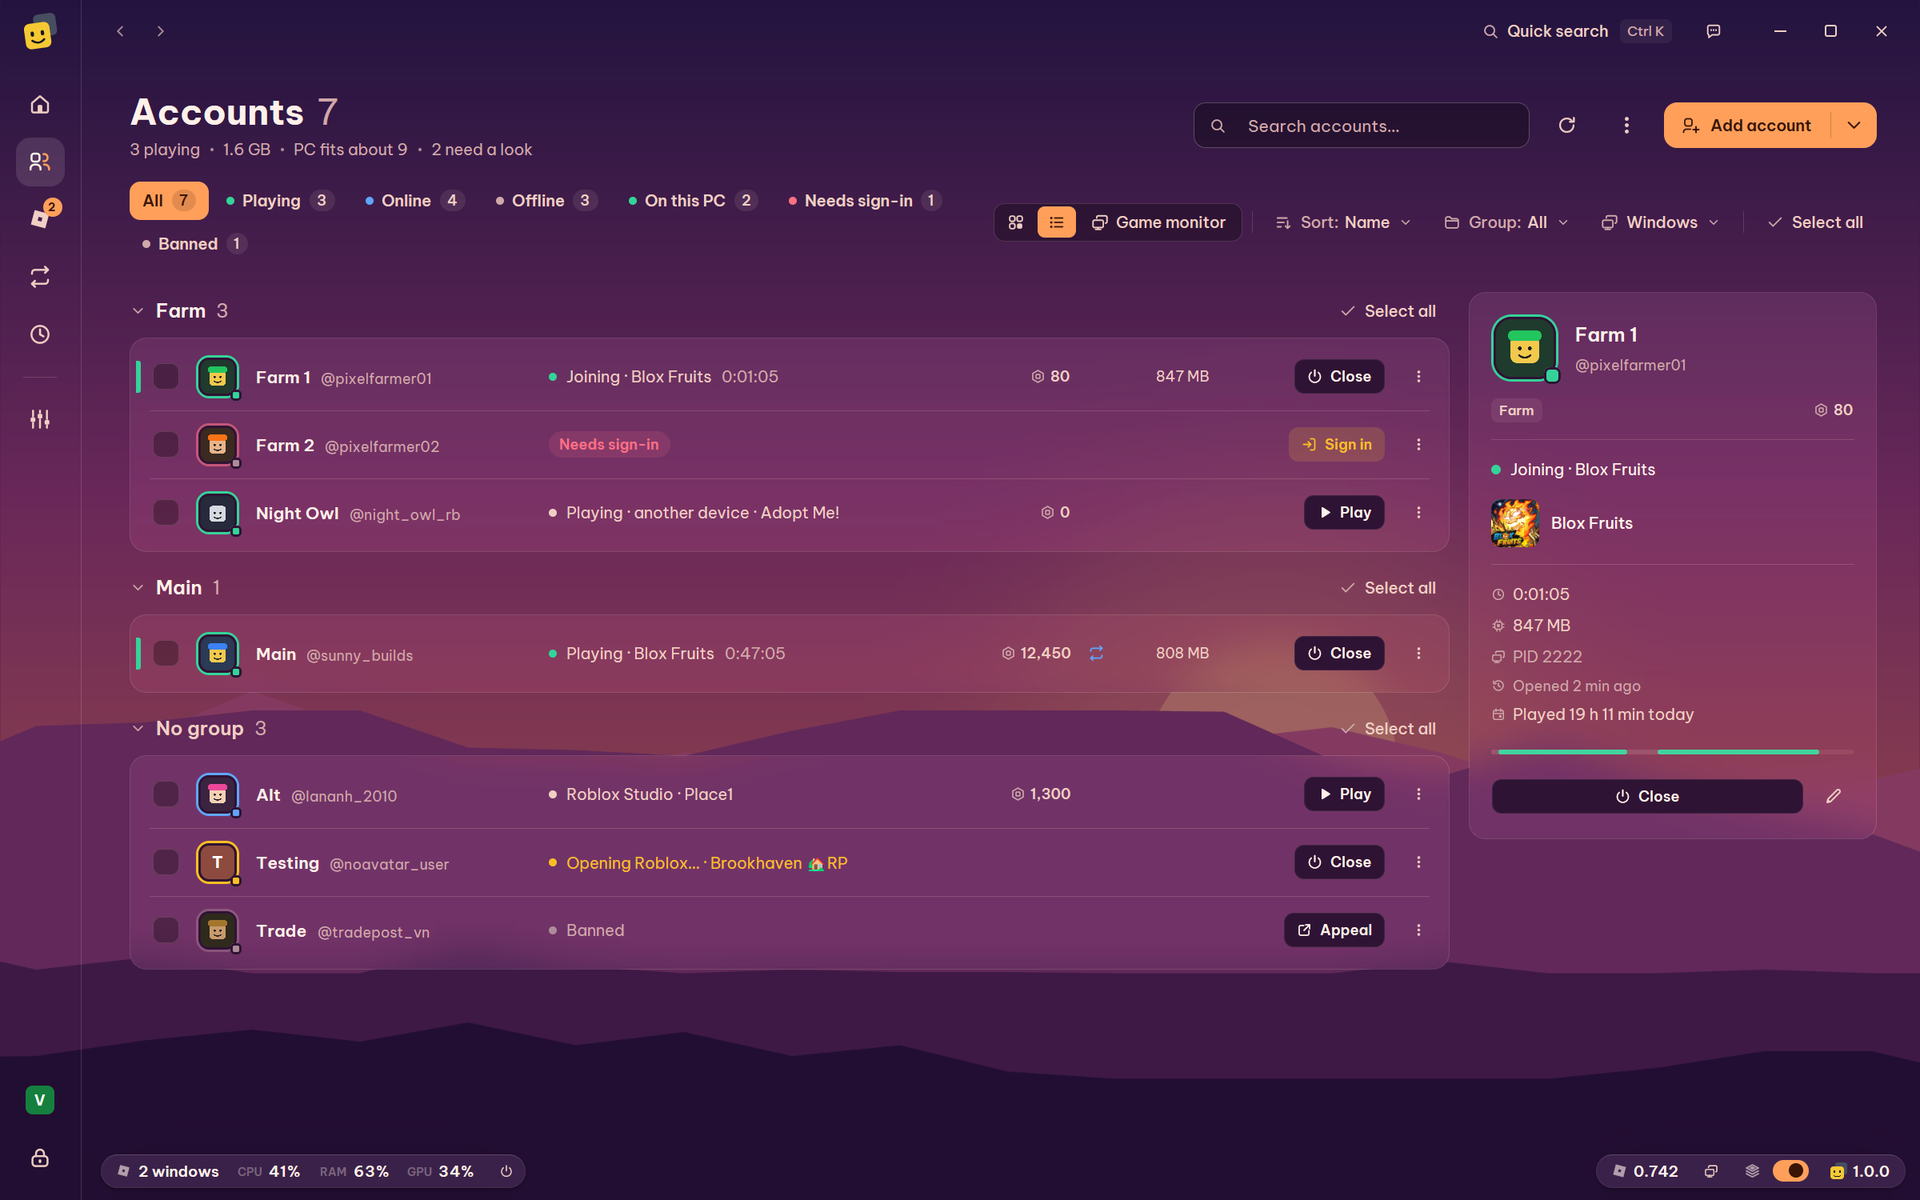 Quick search Ctrl K
Accounts 7
3 playing · 1.6 GB · PC fits about 9 · 2 need a look
Search accounts...
Add account
All 7
Playing 3
Online 4
Offline 3
On this PC 2
Needs sign-in 1
Banned 1
Game monitor
Sort: Name
Group: All
Windows
Select all
2
Farm 3
Select all
Farm 1 @pixelfarmer01 Joining · Blox Fruits 0:01:05 80 847 MB Close
Farm 2 @pixelfarmer02 Needs sign-in Sign in
Night Owl @night_owl_rb Playing · another device · Adopt Me! 0 Play
Main 1
Select all
Main @sunny_builds Playing · Blox Fruits 0:47:05 12,450 808 MB Close
No group 3
Select all
Alt @lananh_2010 Roblox Studio · Place1 1,300 Play
T Testing @noavatar_user Opening Roblox... · Brookhaven 🏡 RP Close
Trade @tradepost_vn Banned Appeal
Farm 1
@pixelfarmer01
Farm 80
Joining · Blox Fruits
BLOX FRUITS
Blox Fruits
0:01:05
847 MB
PID 2222
Opened 2 min ago
Played 19 h 11 min today
Close
V
2 windows CPU 41% RAM 63% GPU 34%
0.742
1.0.0